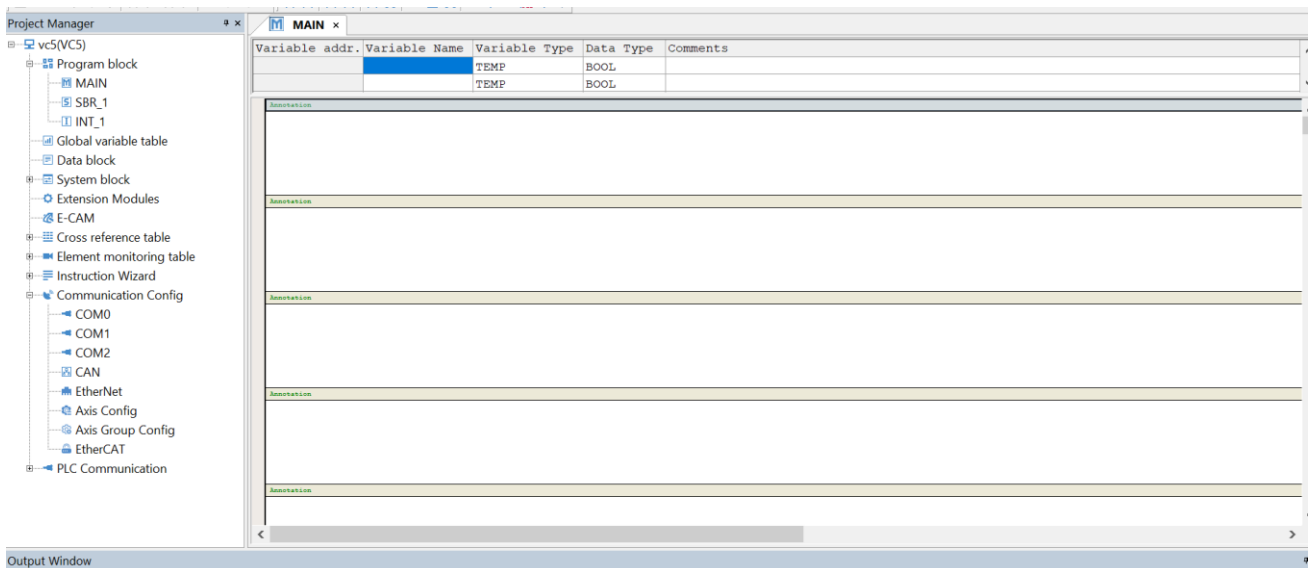 Project Manager
MAIN
vc5(VC5)
Program block
MAIN
SBR_1
INT_1
Global variable table
Data block
System block
Extension Modules
E-CAM
Cross reference table
Element monitoring table
Instruction Wizard
Communication Config
COM0
COM1
COM2
CAN
EtherNet
Axis Config
Axis Group Config
EtherCAT
PLC Communication
Variable addr. Variable Name Variable Type Data Type Comments
TEMP BOOL
TEMP BOOL
Annotation
Annotation
Annotation
Annotation
Annotation
Output Window